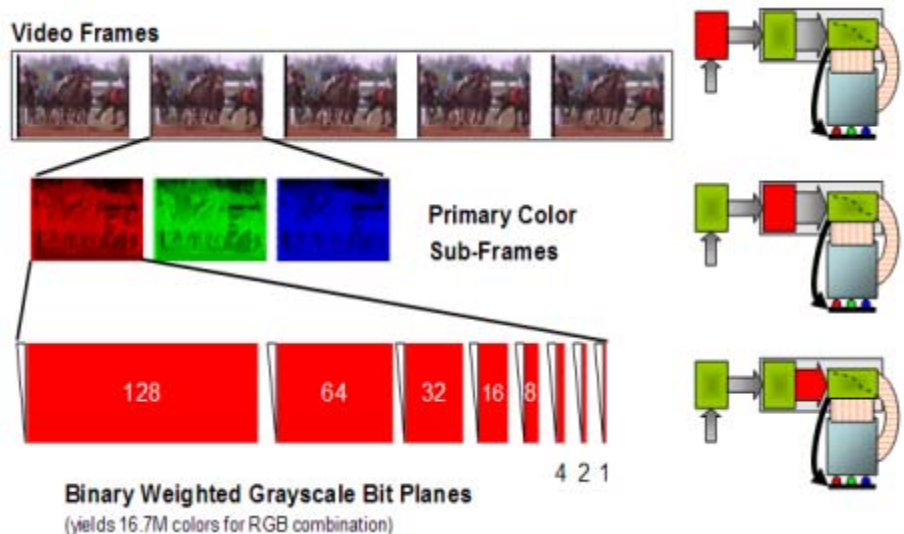 Video Frames
Primary Color
Sub-Frames
128 64 32 16 8
4 2 1
Binary Weighted Grayscale Bit Planes
(yields 16.7M colors for RGB combination)